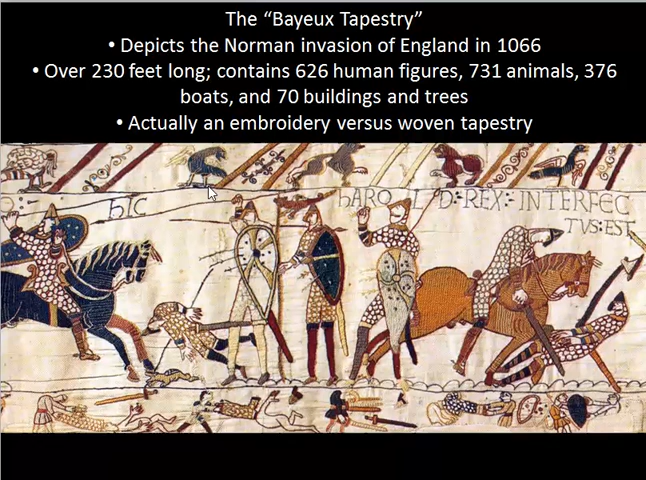 The “Bayeux Tapestry”
• Depicts the Norman invasion of England in 1066
• Over 230 feet long; contains 626 human figures, 731 animals, 376
boats, and 70 buildings and trees
• Actually an embroidery versus woven tapestry
hIC hAROLD:-REX:-INTERFEC
TVS:EST